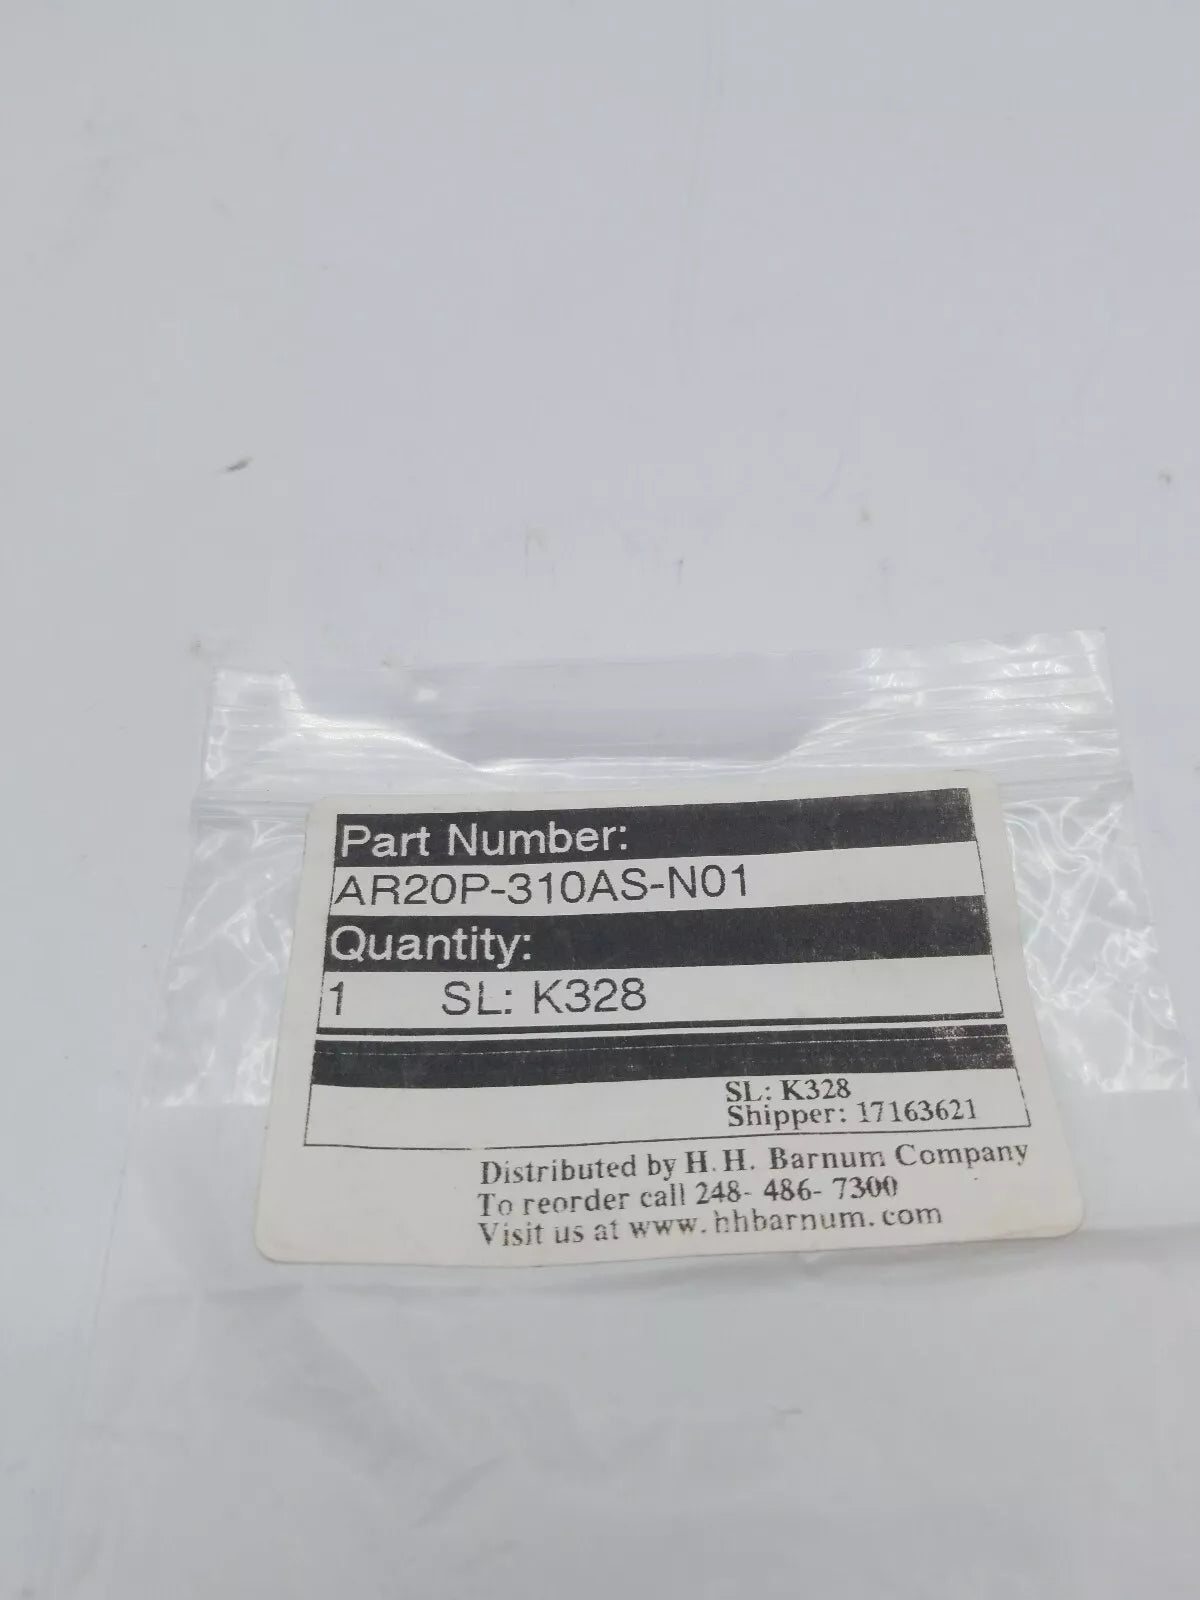 Part Number:
AR20P-310AS-N01
Quantity:
1 SL: K328
SL: K328
Shipper: 17163621
Distributed by H. H. Barnum Company
To reorder call 248- 486- 7300
Visit us at www. hhbarnum. com